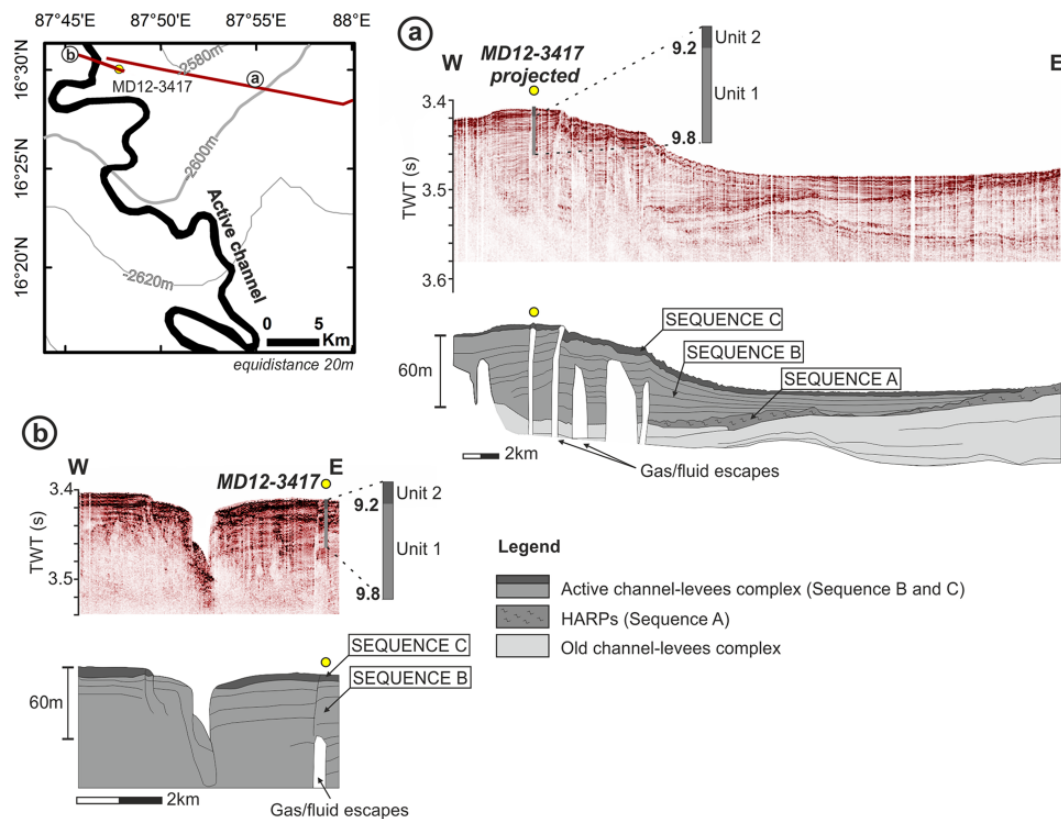 87°45'E 87°50'E 87°55'E 88°E
16°30'N
16°25'N
16°20'N
b
a
MD12-3417
-2580m
-2600m
-2620m
Active channel
0 5
Km
equidistance 20m
a
W
E
MD12-3417
projected
9.2
Unit 2
Unit 1
9.8
TWT (s)
3.4
3.5
3.6
SEQUENCE C
SEQUENCE B
SEQUENCE A
60m
2km
Gas/fluid escapes
b
W
E
MD12-3417
9.2
Unit 2
Unit 1
9.8
TWT (s)
3.4
3.5
SEQUENCE C
SEQUENCE B
60m
2km
Gas/fluid escapes
Legend
Active channel-levees complex (Sequence B and C)
HARPs (Sequence A)
Old channel-levees complex